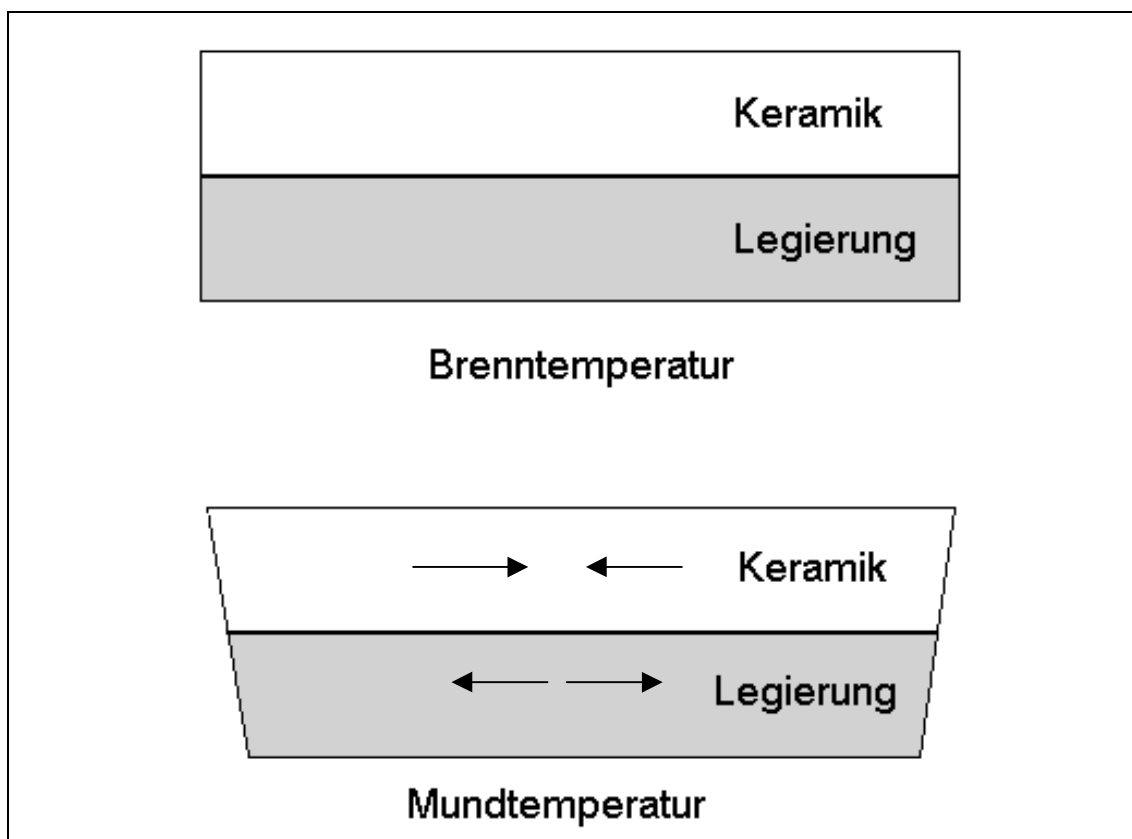 Keramik
Legierung
Brenntemperatur
Keramik
Legierung
Mundtemperatur